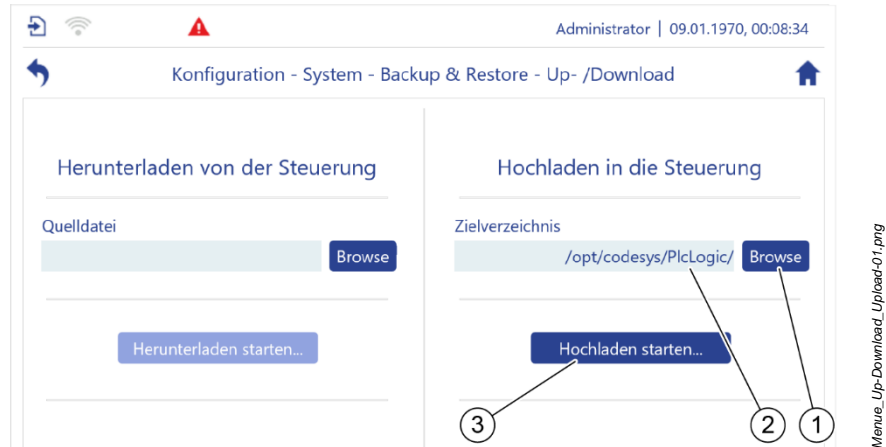 Administrator | 09.01.1970, 00:08:34
Konfiguration - System - Backup & Restore - Up- /Download
Herunterladen von der Steuerung
Quelldatei
Browse
Herunterladen starten...
Hochladen in die Steuerung
Zielverzeichnis
/opt/codesys/PlcLogic/ Browse
Hochladen starten...
3 2 1
Menue_Up-Download_Upload-01.png